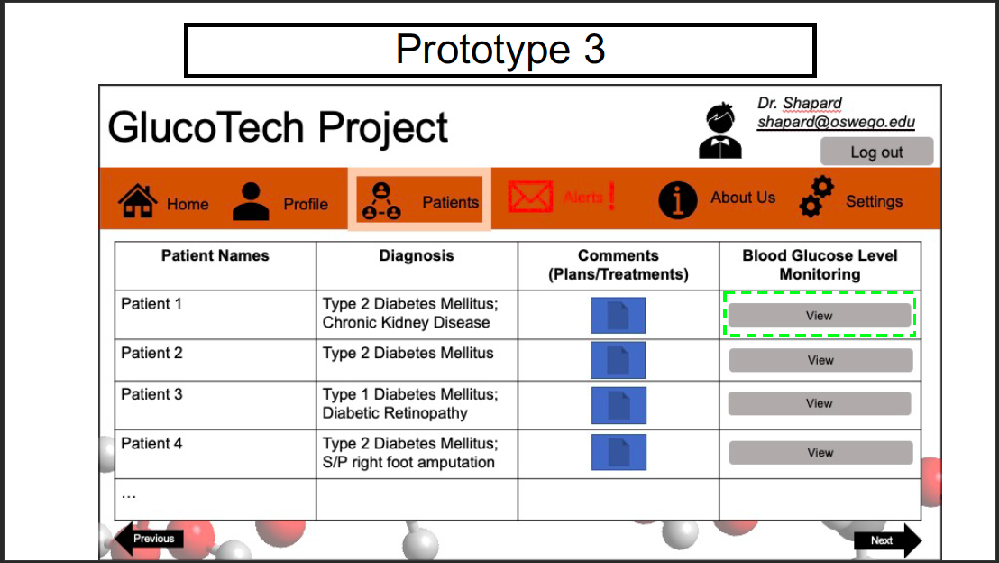 Prototype 3
GlucoTech Project
Dr. Shapard
shapard@oswego.edu
Log out
Home
Profile
Patients
Alerts
About Us
Settings
Patient Names
Diagnosis
Comments
(Plans/Treatments)
Blood Glucose Level
Monitoring
Patient 1
Type 2 Diabetes Mellitus;
Chronic Kidney Disease
View
Patient 2
Type 2 Diabetes Mellitus
View
Patient 3
Type 1 Diabetes Mellitus;
Diabetic Retinopathy
View
Patient 4
Type 2 Diabetes Mellitus;
S/P right foot amputation
View
...
Previous
Next